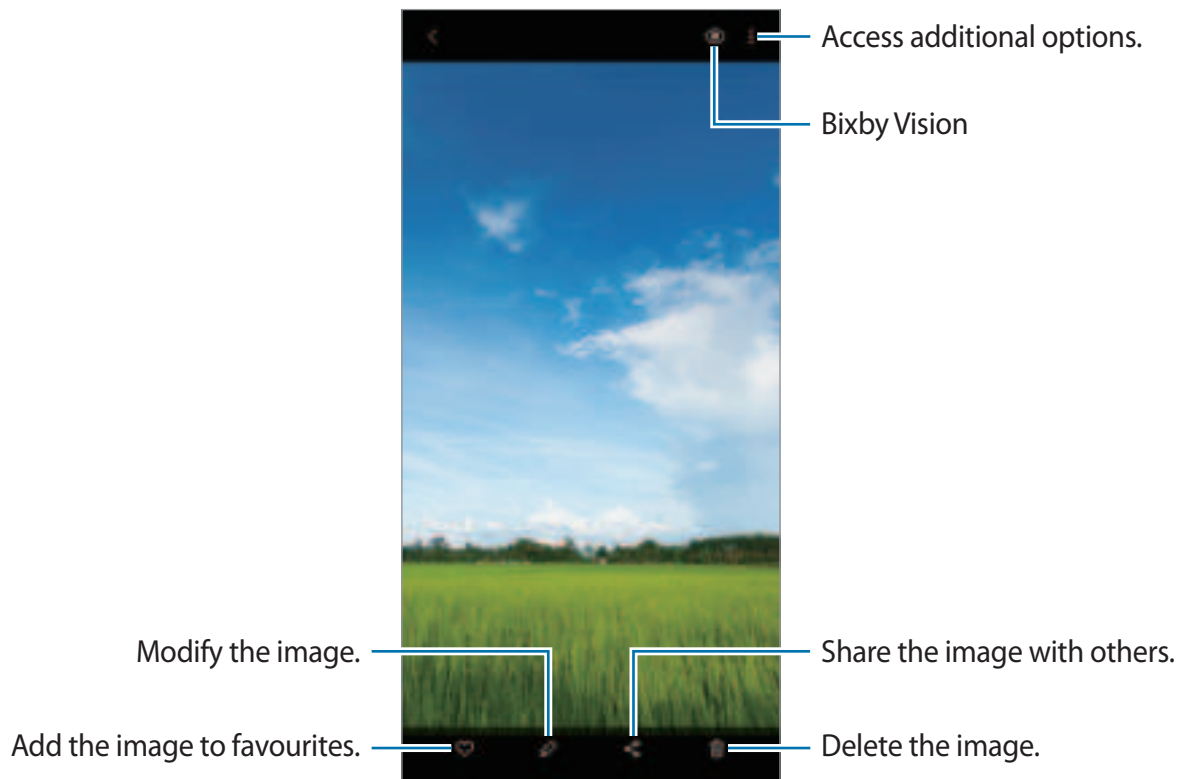 Access additional options.
Bixby Vision
Modify the image.
Share the image with others.
Add the image to favourites.
Delete the image.